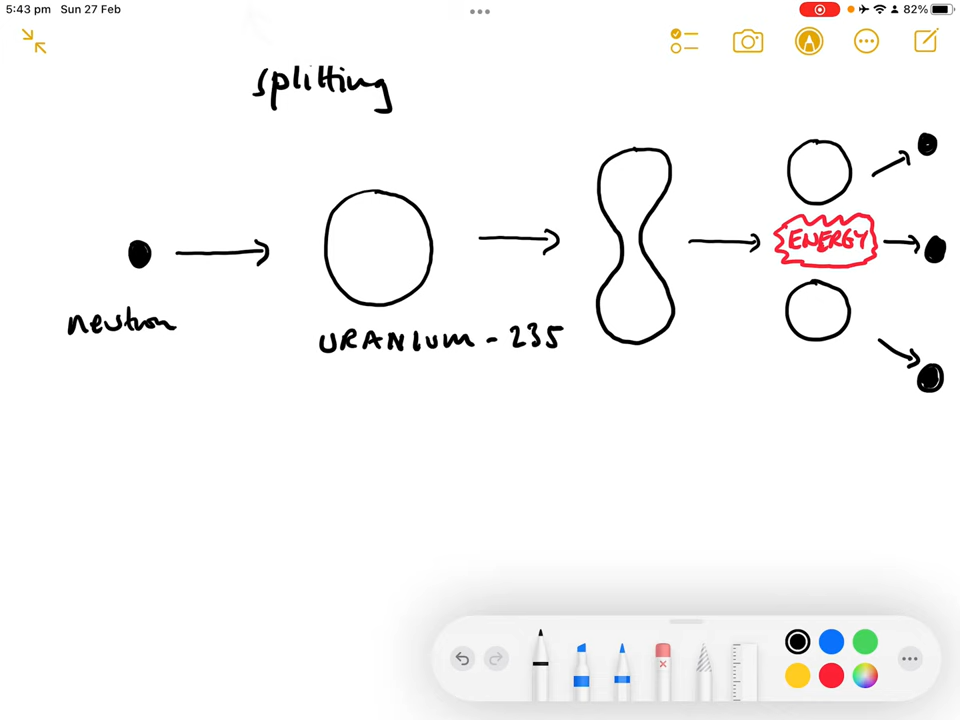 5:43 pm Sun 27 Feb
82%
splitting
ENERGY
neutron
URANIUM - 235